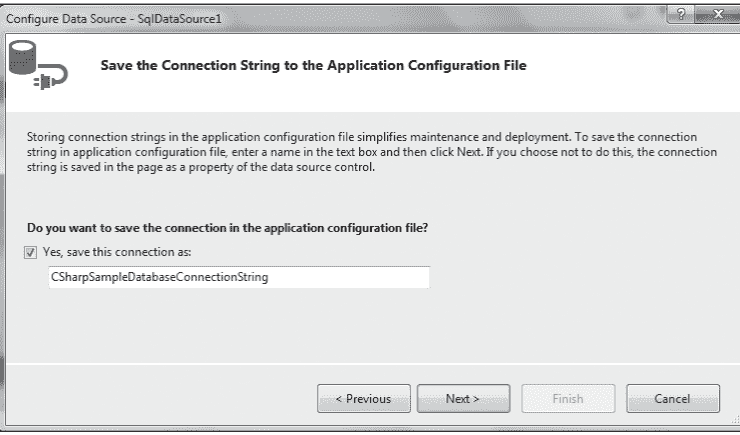 Configure Data Source - SqlDataSource1
Save the Connection String to the Application Configuration File
Storing connection strings in the application configuration file simplifies maintenance and deployment. To save the connection
string in application configuration file, enter a name in the text box and then click Next. If you choose not to do this, the connection
string is saved in the page as a property of the data source control.
Do you want to save the connection in the application configuration file?
Yes, save this connection as:
CSharpSampleDatabaseConnectionString
< Previous Next > Finish Cancel